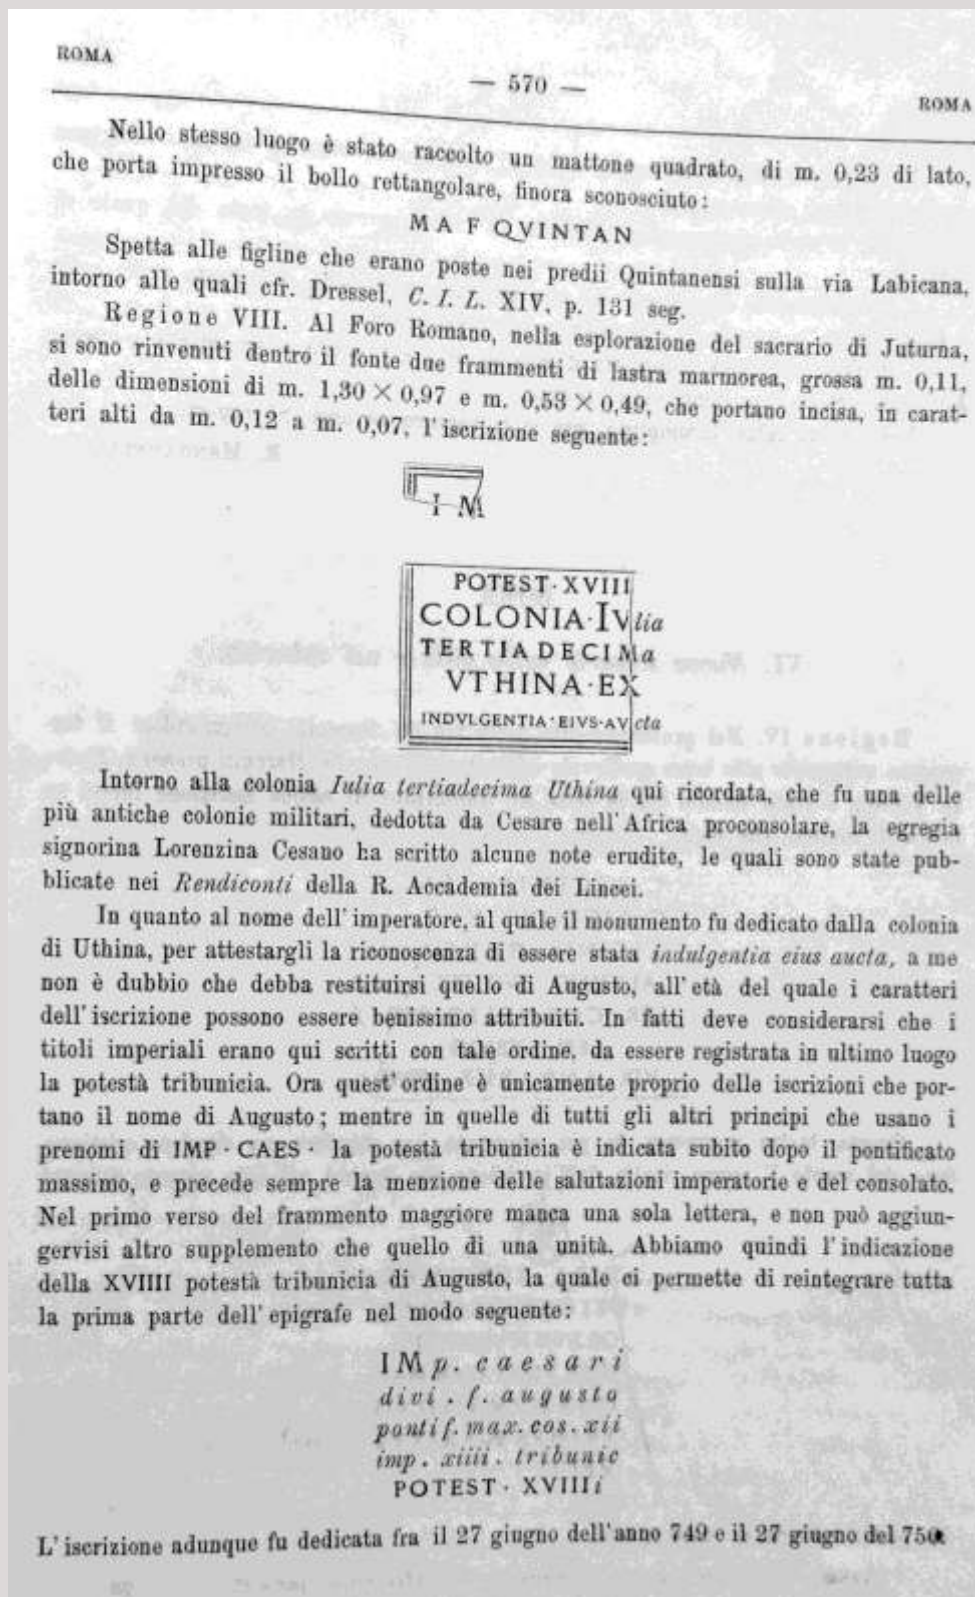 ROMA
— 570 —
ROMA
Nello stesso luogo è stato raccolto un mattone quadrato, di m. 0,23 di lato,
che porta impresso il bollo rettangolare, finora sconosciuto:
MA F QVINTAN
Spetta alle figline che erano poste nei predii Quintanensi sulla via Labicana,
intorno alle quali cfr. Dressel, C. I. L. XIV, p. 131 seg.
Regione VIII. Al Foro Romano, nella esplorazione del sacrario di Juturna,
si sono rinvenuti dentro il fonte due frammenti di lastra marmorea, grossa m. 0,11,
delle dimensioni di m. 1,30 × 0,97 e m. 0,53 × 0,49, che portano incisa, in carat-
teri alti da m. 0,12 a m. 0,07, l'iscrizione seguente:
I M
POTEST·XVIII
COLONIA·IVlia
TERTIADECIMa
VTHINA·EX
INDVLGENTIA·EIVS·AVcta
Intorno alla colonia Iulia tertiadecima Uthina qui ricordata, che fu una delle
più antiche colonie militari, dedotta da Cesare nell'Africa proconsolare, la egregia
signorina Lorenzina Cesano ha scritto alcune note erudite, le quali sono state pub-
blicate nei Rendiconti della R. Accademia dei Lincei.
In quanto al nome dell'imperatore, al quale il monumento fu dedicato dalla colonia
di Uthina, per attestargli la riconoscenza di essere stata indulgentia eius aucta, a me
non è dubbio che debba restituirsi quello di Augusto, all'età del quale i caratteri
dell'iscrizione possono essere benissimo attribuiti. In fatti deve considerarsi che i
titoli imperiali erano qui scritti con tale ordine, da essere registrata in ultimo luogo
la potestà tribunicia. Ora quest'ordine è unicamente proprio delle iscrizioni che por-
tano il nome di Augusto; mentre in quelle di tutti gli altri principi che usano i
prenomi di IMP · CAES · la potestà tribunicia è indicata subito dopo il pontificato
massimo, e precede sempre la menzione delle salutazioni imperatorie e del consolato.
Nel primo verso del frammento maggiore manca una sola lettera, e non può aggiun-
gervisi altro supplemento che quello di una unità. Abbiamo quindi l'indicazione
della XVIIII potestà tribunicia di Augusto, la quale ci permette di reintegrare tutta
la prima parte dell'epigrafe nel modo seguente:
IMp. caesari
divi . f. augusto
pontif. max. cos. xii
imp. xiiii. tribunic
POTEST· XVIIIi
L'iscrizione adunque fu dedicata fra il 27 giugno dell'anno 749 e il 27 giugno del 750.